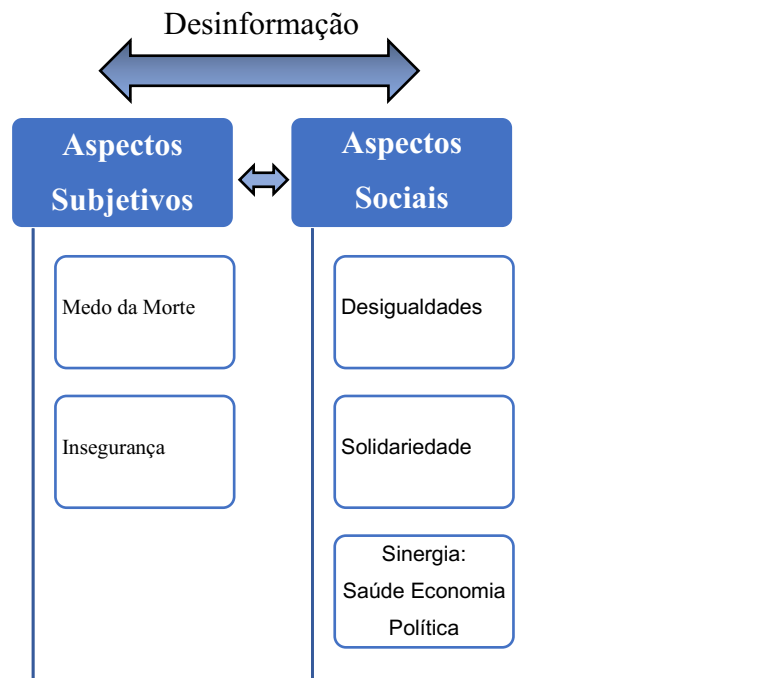 Desinformação
Aspectos
Subjetivos
Medo da Morte
Insegurança
Aspectos
Sociais
Desigualdades
Solidariedade
Sinergia:
Saúde Economia
Política